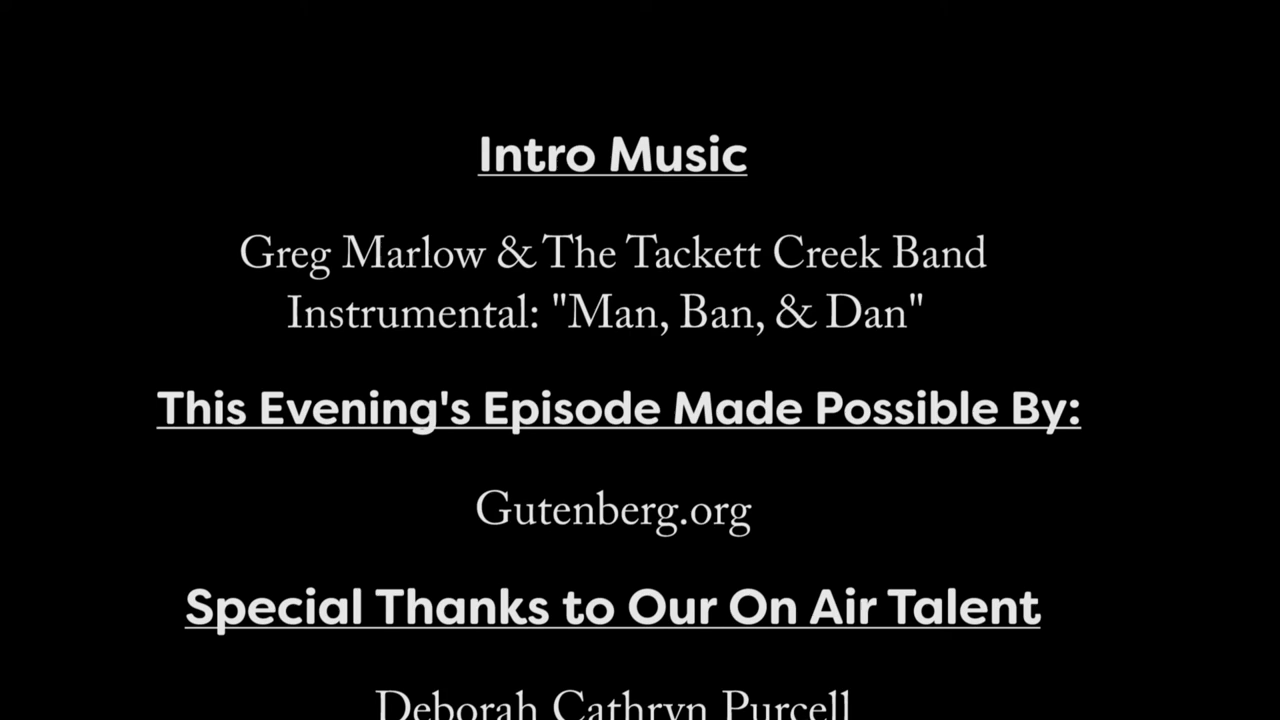 Intro Music
Greg Marlow & The Tackett Creek Band
Instrumental: "Man, Ban, & Dan"
This Evening's Episode Made Possible By:
Gutenberg.org
Special Thanks to Our On Air Talent
Deborah Cathryn Purcell